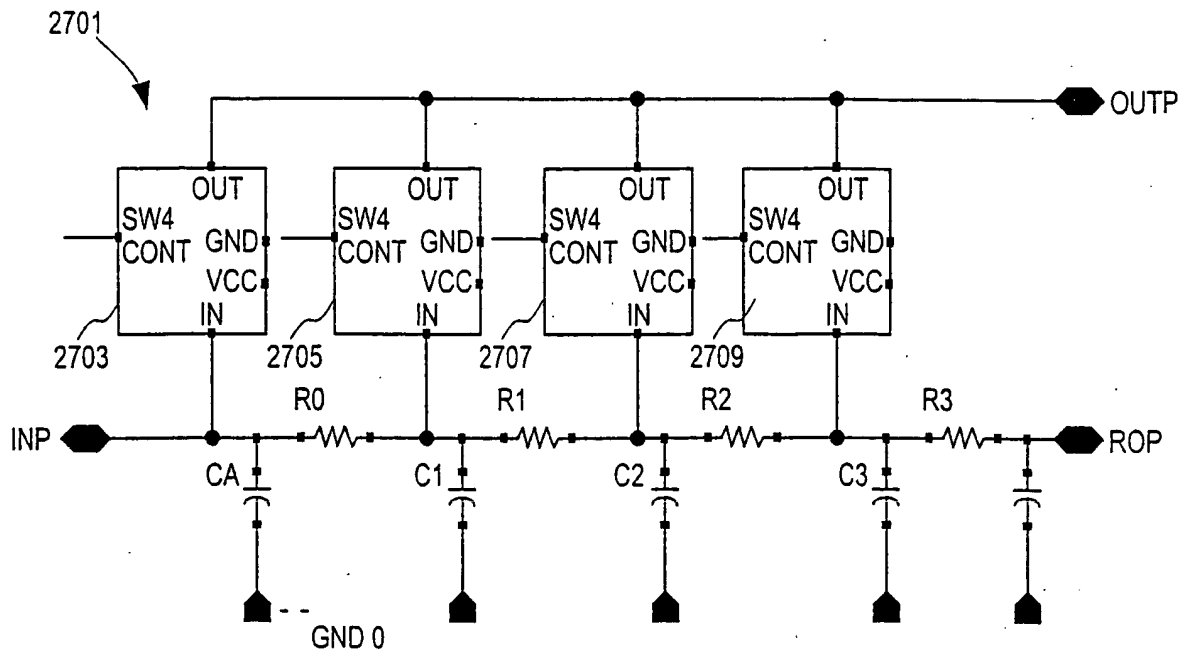 2701
OUTP
OUT OUT OUT OUT
SW4 SW4 SW4 SW4
CONT GND CONT GND CONT GND CONT GND
VCC VCC VCC VCC
IN IN IN IN
2703 2705 2707 2709
R0 R1 R2 R3
INP ROP
CA C1 C2 C3
GND 0